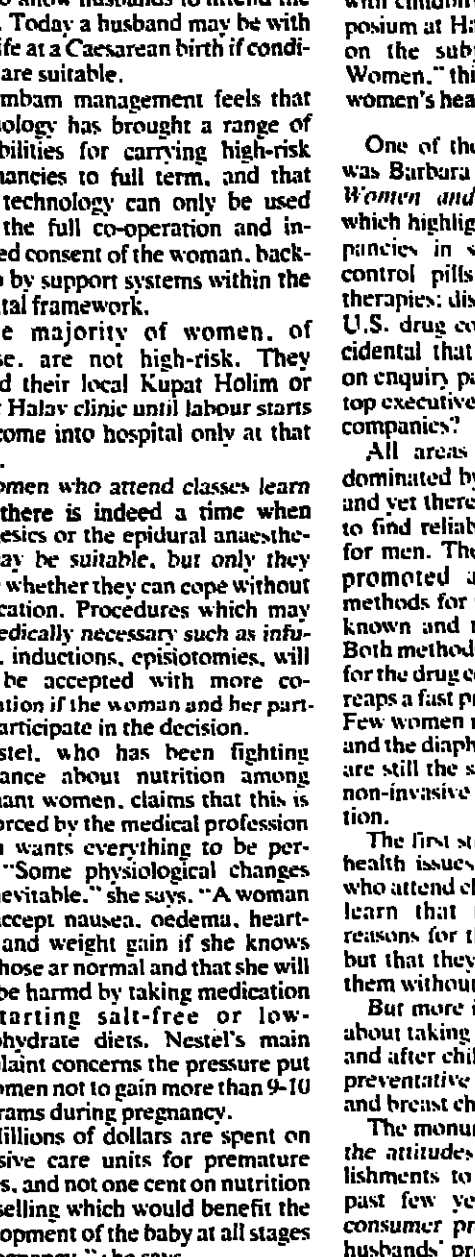 . Today a husband may be with
ife at a Caesarean birth if condi-
are suitable.
mbam management feels that
ology has brought a range of
bilities for carrying high-risk
nancies to full term, and that
technology can only be used
the full co-operation and in-
ed consent of the woman, back-
by support systems within the
tal framework.
e majority of women, of
se, are not high-risk. They
d their local Kupat Holim or
Halav clinic until labour starts
come into hospital only at that
.
omen who attend classes learn
there is indeed a time when
esics or the epidural anaesthe-
ay be suitable, but only they
whether they can cope without
cation. Procedures which may
edically necessary such as infu-
, inductions, episiotomies, will
be accepted with more co-
tion if the woman and her part-
articipate in the decision.
stel, who has been fighting
ance about nutrition among
nant women, claims that this is
orced by the medical profession
wants everything to be per-
"Some physiological changes
nevitable," she says. "A woman
accept nausea, oedema, heart-
and weight gain if she knows
hose ar normal and that she will
be harmd by taking medication
tarting salt-free or low-
ohydrate diets. Nestel's main
laint concerns the pressure put
omen not to gain more than 9-10
rams during pregnancy.
illions of dollars are spent on
sive care units for premature
s, and not one cent on nutrition
selling which would benefit the
opment of the baby at all stages
she says.
posium at Ha
on the sub
Women," thi
women's hea
One of the
was Barbara
Women and
which highlig
pancies in s
control pills
therapies: dis
U.S. drug co
cidental that
on enquiry pa
top executive
companies?
All areas
dominated by
and yet there
to find reliab
for men. The
promoted a
methods for
known and r
Both method
for the drug c
reaps a fast pr
Few women r
and the diaph
are still the s
non-invasive
tion.
The first st
health issues
who attend cl
learn that
reasons for th
but that they
them without
But more i
about taking
and after chil
preventative
and breast ch
The monum
the attitudes
lishments to
past few ye
consumer pr
husbands' pr